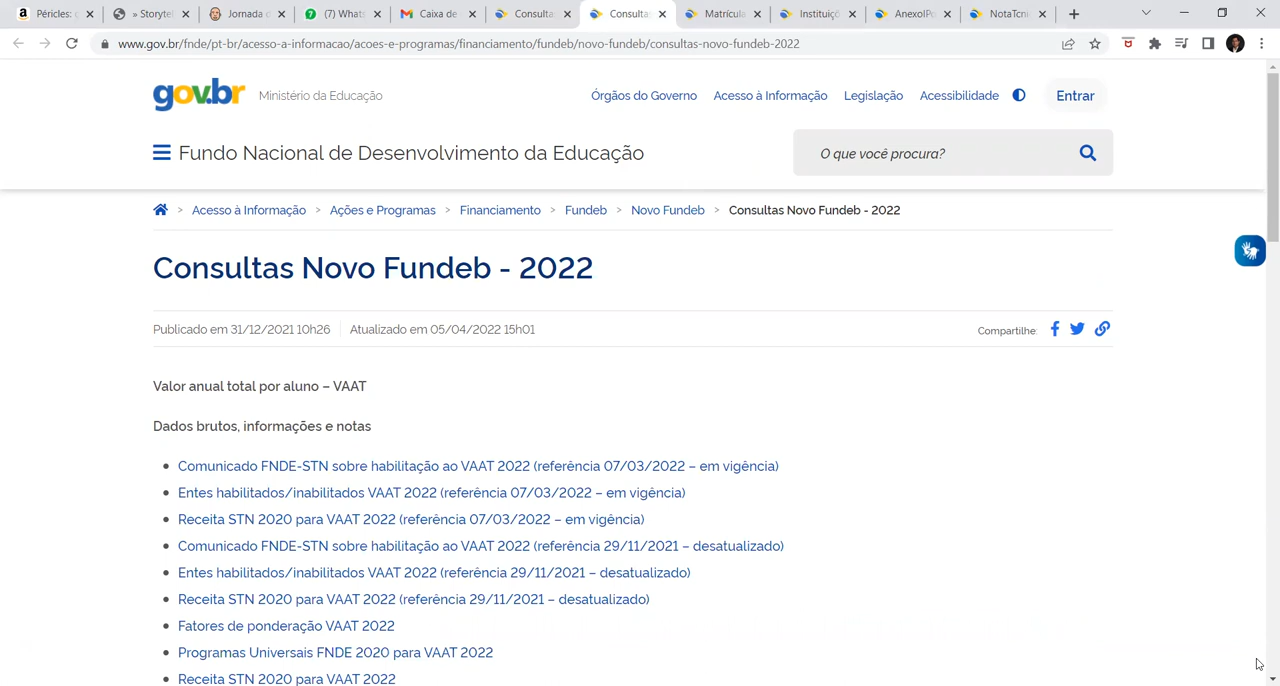 Péricles: c
» Storytel
Jornada d
(7) Whats
Caixa de
Consultas
Consultas
Matrícula
Instituiçõ
AnexoIPo
NotaTcni
www.gov.br/fnde/pt-br/acesso-a-informacao/acoes-e-programas/financiamento/fundeb/novo-fundeb/consultas-novo-fundeb-2022
gov.br
Ministério da Educação
Órgãos do Governo
Acesso à Informação
Legislação
Acessibilidade
Entrar
Fundo Nacional de Desenvolvimento da Educação
O que você procura?
> Acesso à Informação > Ações e Programas > Financiamento > Fundeb > Novo Fundeb > Consultas Novo Fundeb - 2022
Consultas Novo Fundeb - 2022
Publicado em 31/12/2021 10h26
Atualizado em 05/04/2022 15h01
Compartilhe:
Valor anual total por aluno – VAAT
Dados brutos, informações e notas
Comunicado FNDE-STN sobre habilitação ao VAAT 2022 (referência 07/03/2022 – em vigência)
Entes habilitados/inabilitados VAAT 2022 (referência 07/03/2022 – em vigência)
Receita STN 2020 para VAAT 2022 (referência 07/03/2022 – em vigência)
Comunicado FNDE-STN sobre habilitação ao VAAT 2022 (referência 29/11/2021 – desatualizado)
Entes habilitados/inabilitados VAAT 2022 (referência 29/11/2021 – desatualizado)
Receita STN 2020 para VAAT 2022 (referência 29/11/2021 – desatualizado)
Fatores de ponderação VAAT 2022
Programas Universais FNDE 2020 para VAAT 2022
Receita STN 2020 para VAAT 2022